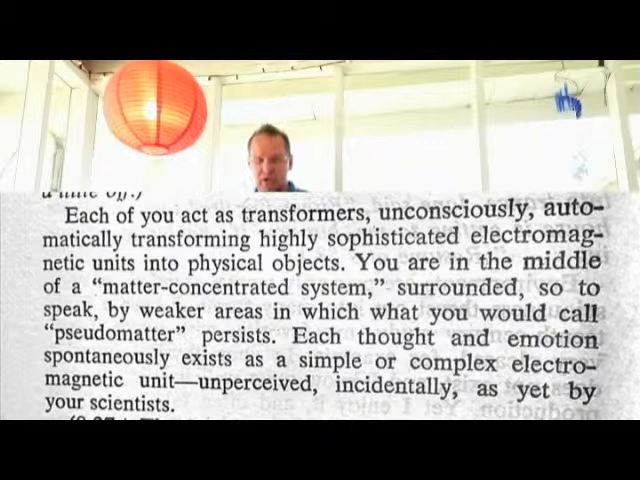 Each of you act as transformers, unconsciously, auto-
matically transforming highly sophisticated electromag-
netic units into physical objects. You are in the middle
of a "matter-concentrated system," surrounded, so to
speak, by weaker areas in which what you would call
"pseudomatter" persists. Each thought and emotion
spontaneously exists as a simple or complex electro-
magnetic unit—unperceived, incidentally, as yet by
your scientists.